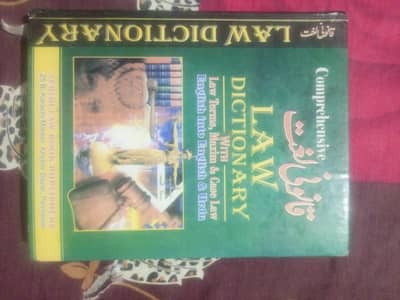 LAW DICTIONARY قانونی لغت
Comprehensive
قانونی لغت
LAW
DICTIONARY
WITH
Law Terms, Maxim & Case Law
English into English & Urdu